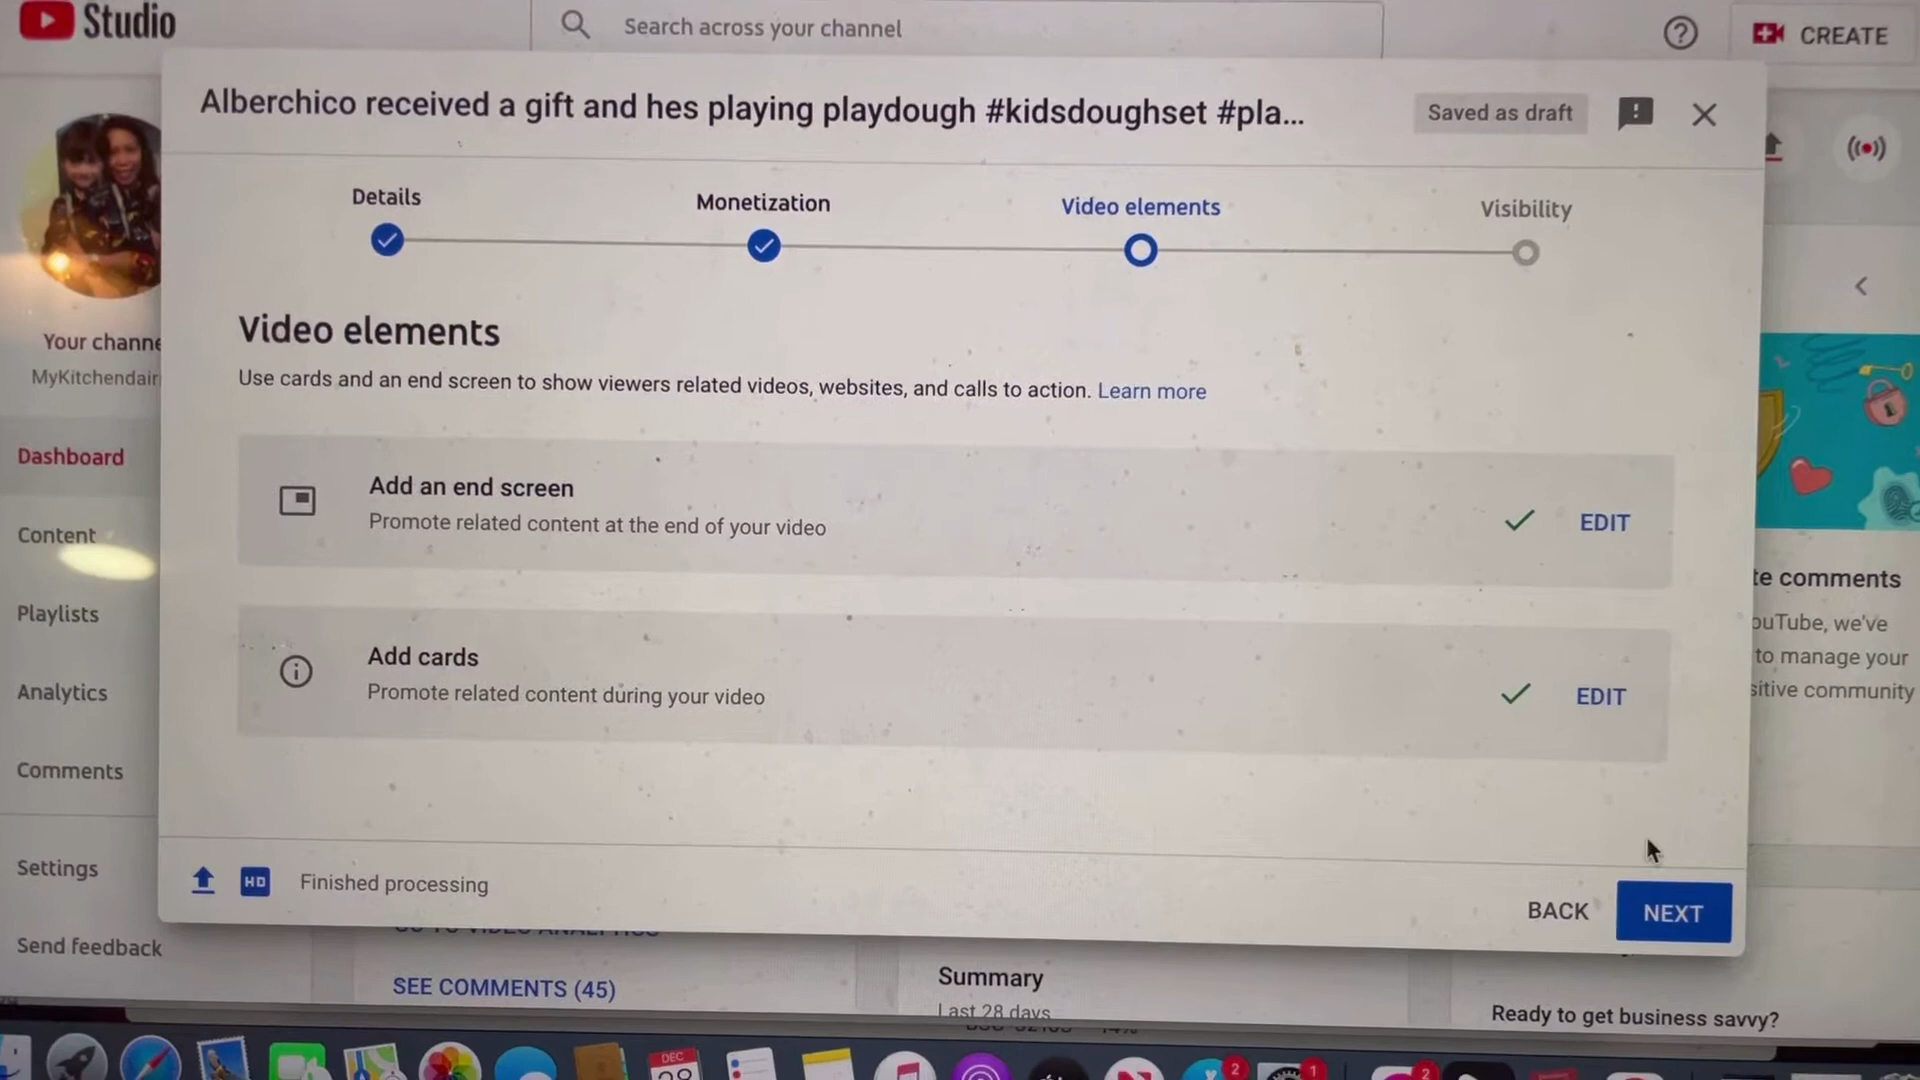 Studio
Search across your channel
CREATE
Alberchico received a gift and hes playing playdough #kidsdoughset #pla...
Saved as draft
Details
Monetization
Video elements
Visibility
Video elements
Use cards and an end screen to show viewers related videos, websites, and calls to action. Learn more
Add an end screen
Promote related content at the end of your video
EDIT
Add cards
Promote related content during your video
EDIT
HD
Finished processing
BACK
NEXT
Your channe
MyKitchendair
Dashboard
Content
Playlists
Analytics
Comments
Settings
Send feedback
te comments
ouTube, we've
to manage your
sitive community
SEE COMMENTS (45)
Summary
Last 28 days
Ready to get business savvy?
DEC
2
1
2